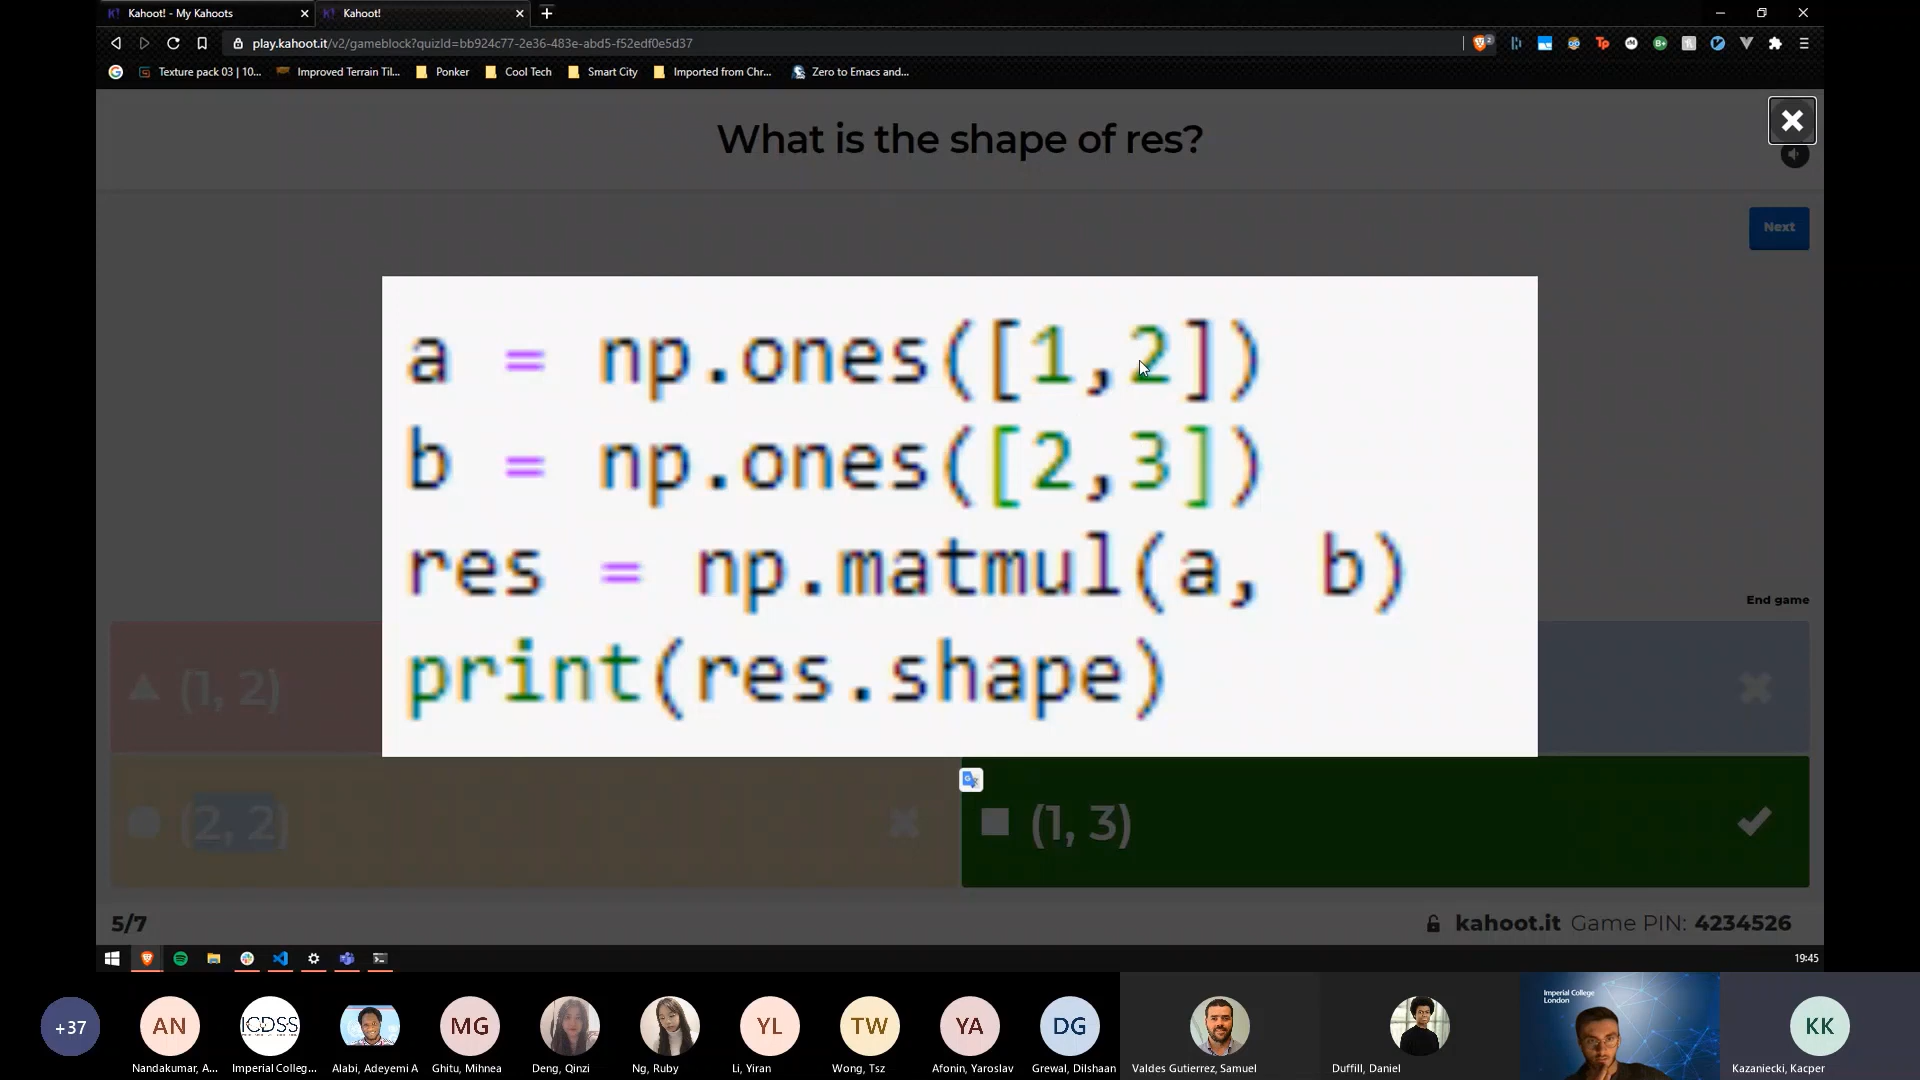 Kahoot! - My Kahoots
Kahoot!
play.kahoot.it/v2/gameblock?quizId=bb924c77-2e36-483e-abd5-f52edf0e5d37
Texture pack 03 | 10...
Improved Terrain Til...
Ponker
Cool Tech
Smart City
Imported from Chr...
Zero to Emacs and...
What is the shape of res?
Next
a = np.ones([1,2])
b = np.ones([2,3])
res = np.matmul(a, b)
print(res.shape)
End game
(1, 2)
(2, 2)
(1, 3)
5/7
kahoot.it Game PIN: 4234526
19:45
+37
AN
ICDSS
MG
YL
TW
YA
DG
Imperial College
London
KK
Nandakumar, A...
Imperial Colleg...
Alabi, Adeyemi A
Ghitu, Mihnea
Deng, Qinzi
Ng, Ruby
Li, Yiran
Wong, Tsz
Afonin, Yaroslav
Grewal, Dilshaan
Valdes Gutierrez, Samuel
Duffill, Daniel
Kazaniecki, Kacper